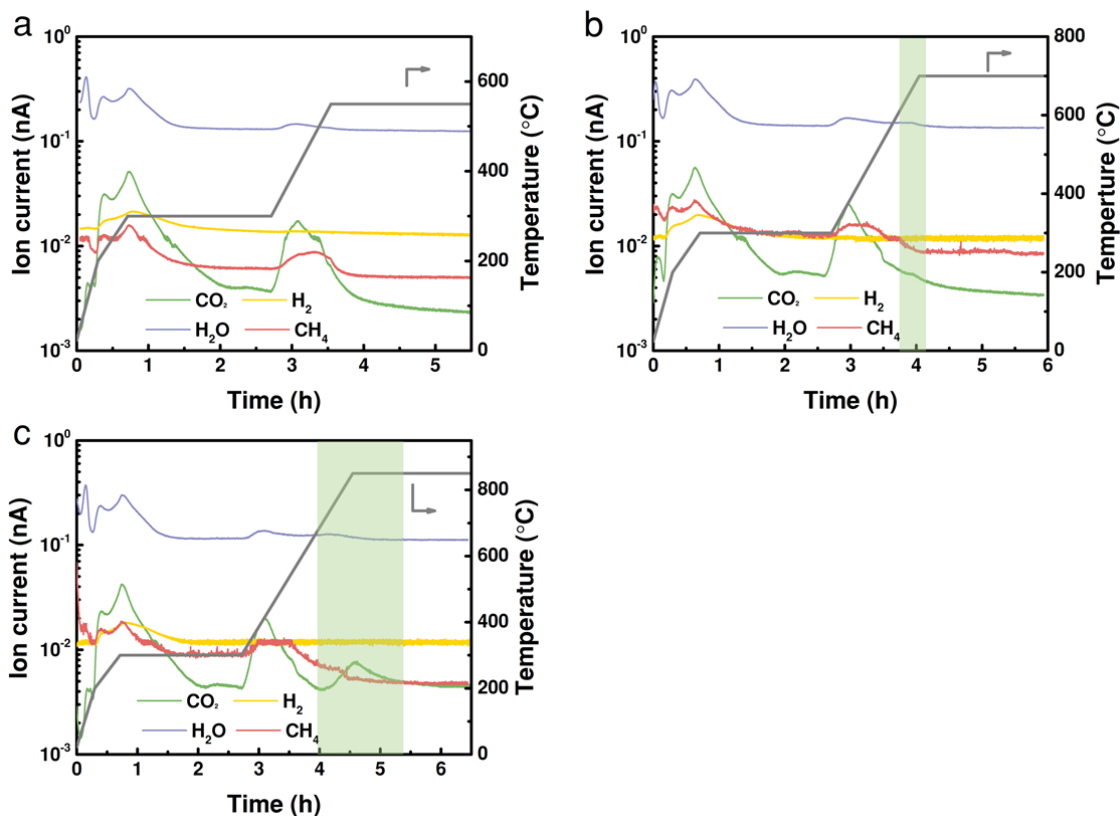 a
10⁰
10⁻¹
10⁻²
10⁻³
Ion current (nA)
0
200
400
600
Temperature (°C)
CO₂ H₂
H₂O CH₄
0 1 2 3 4 5
Time (h)
b
10⁰
10⁻¹
10⁻²
10⁻³
Ion current (nA)
800
600
400
200
0
Temperture (°C)
CO₂ H₂
H₂O CH₄
0 1 2 3 4 5 6
Time (h)
c
10⁰
10⁻¹
10⁻²
10⁻³
Ion current (nA)
800
600
400
200
0
Temperature (°C)
CO₂ H₂
H₂O CH₄
0 1 2 3 4 5 6
Time (h)